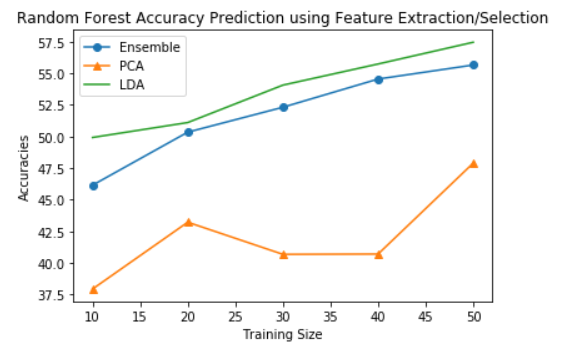 Random Forest Accuracy Prediction using Feature Extraction/Selection
Ensemble
PCA
LDA
57.5
55.0
52.5
50.0
47.5
45.0
42.5
40.0
37.5
Accuracies
10 15 20 25 30 35 40 45 50
Training Size